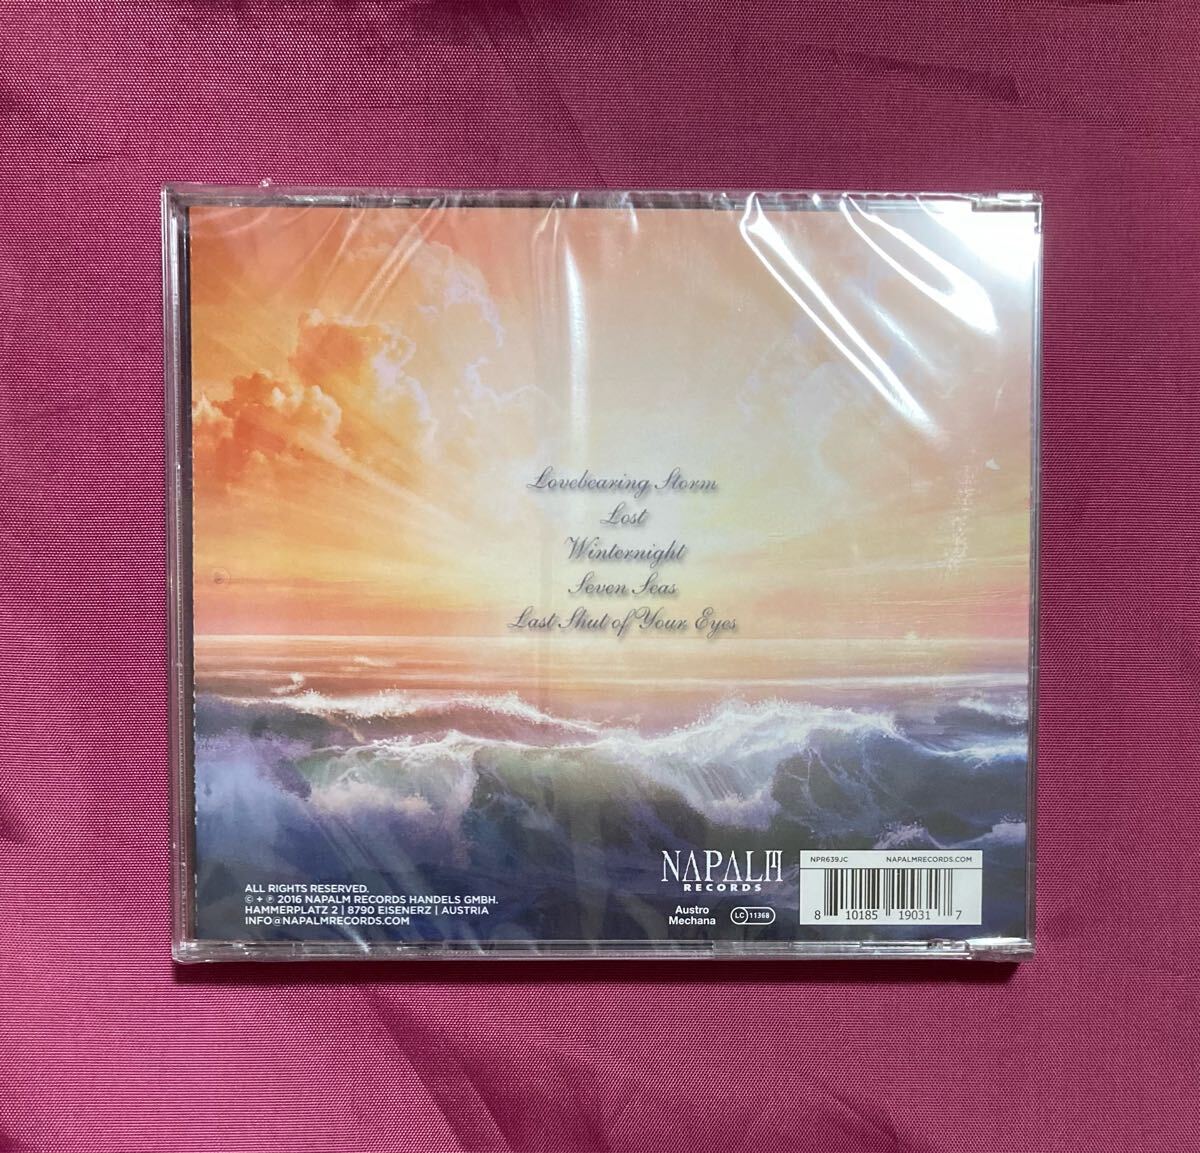 Lovebearing Storm
Lost
Winternight
Seven Seas
Last Shut of Your Eyes
ALL RIGHTS RESERVED.
© + ℗ 2016 NAPALM RECORDS HANDELS GMBH.
HAMMERPLATZ 2 | 8790 EISENERZ | AUSTRIA
INFO@NAPALMRECORDS.COM
NAPALM
RECORDS
Austro
Mechana
LC 11368
NPR639JC NAPALMRECORDS.COM
8 10185 19031 7